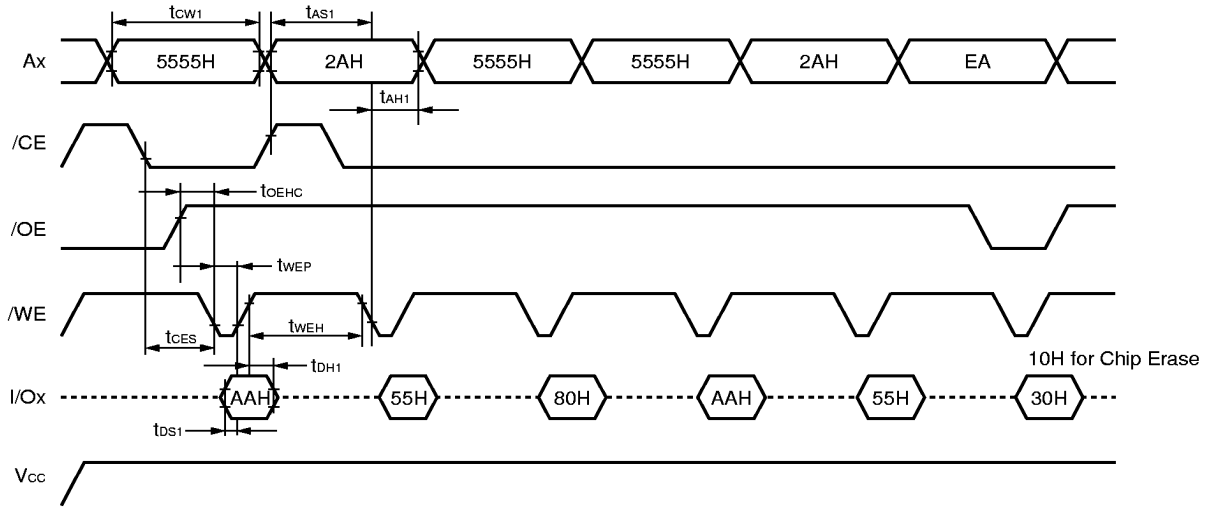 tCW1 tAS1
Ax 5555H 2AH 5555H 5555H 2AH EA
tAH1
/CE
tOEHC
/OE
tWEP
/WE
tWEH
tCES
tDH1
10H for Chip Erase
I/Ox AAH 55H 80H AAH 55H 30H
tDS1
VCC